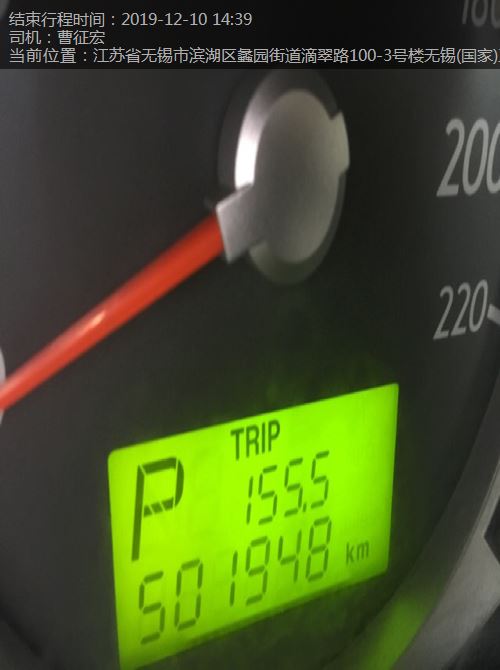 结束行程时间：2019-12-10 14:39
司机：曹征宏
当前位置：江苏省无锡市滨湖区蠡园街道滴翠路100-3号楼无锡(国家)
200
220
TRIP
P 155.5
501948 km